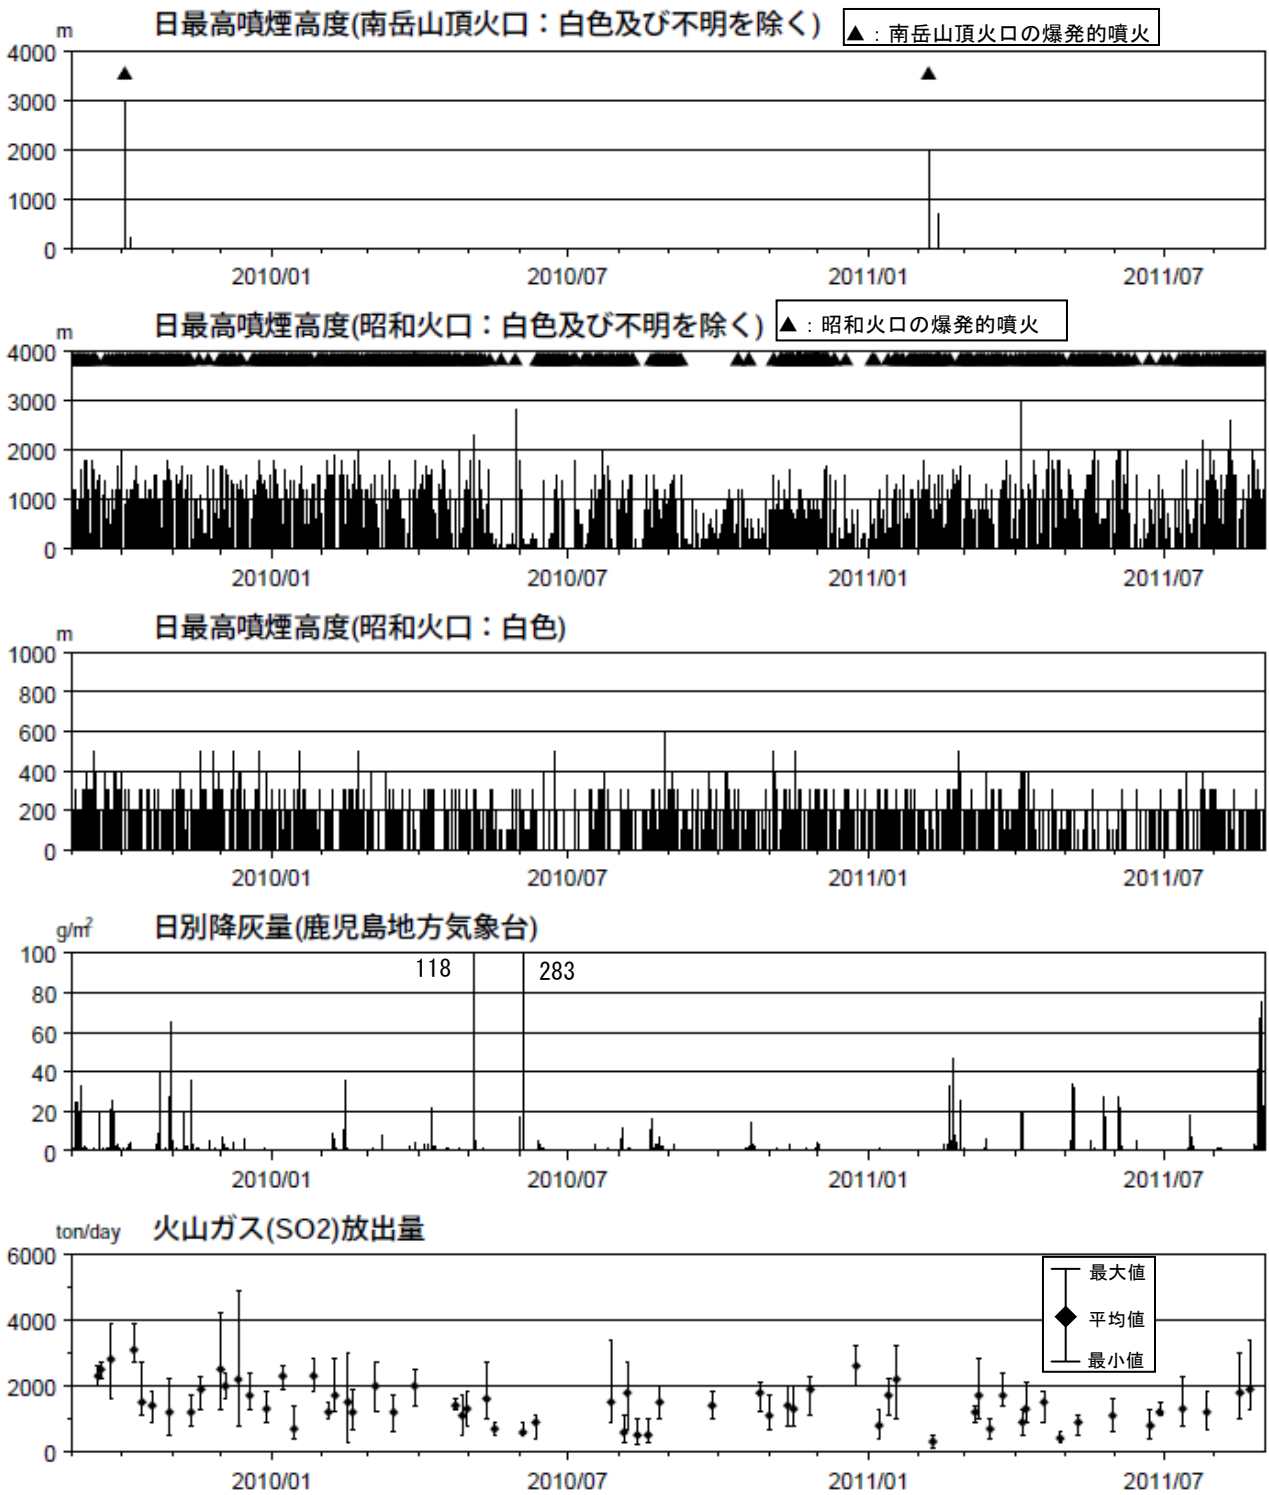 m 日最高噴煙高度(南岳山頂火口：白色及び不明を除く) ▲：南岳山頂火口の爆発的噴火
4000
3000
2000
1000
0
2010/01 2010/07 2011/01 2011/07
m 日最高噴煙高度(昭和火口：白色及び不明を除く) ▲：昭和火口の爆発的噴火
4000
3000
2000
1000
0
2010/01 2010/07 2011/01 2011/07
m 日最高噴煙高度(昭和火口：白色)
1000
800
600
400
200
0
2010/01 2010/07 2011/01 2011/07
g/㎡ 日別降灰量(鹿児島地方気象台)
100
118 283
80
60
40
20
0
2010/01 2010/07 2011/01 2011/07
ton/day 火山ガス(SO2)放出量
6000
最大値
4000 平均値
最小値
2000
0
2010/01 2010/07 2011/01 2011/07